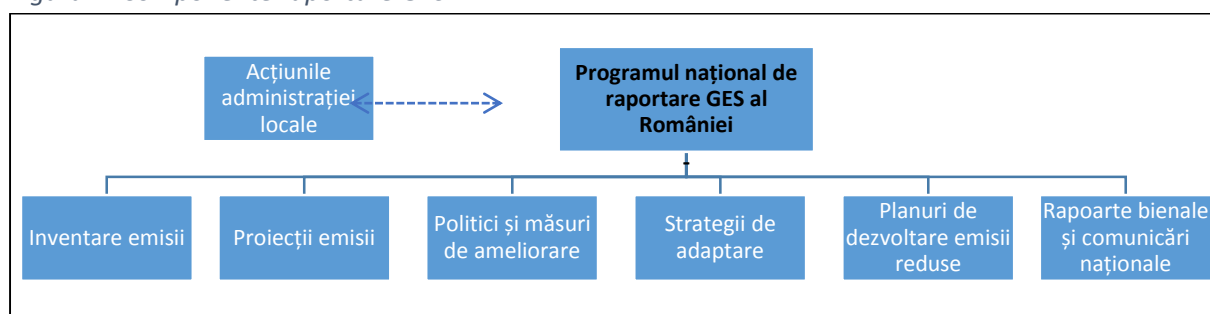 Acțiunile
administrației
locale
Programul național de
raportare GES al
României
Inventare emisii
Proiecții emisii
Politici și măsuri
de ameliorare
Strategii de
adaptare
Planuri de
dezvoltare emisii
reduse
Rapoarte bienale
și comunicări
naționale